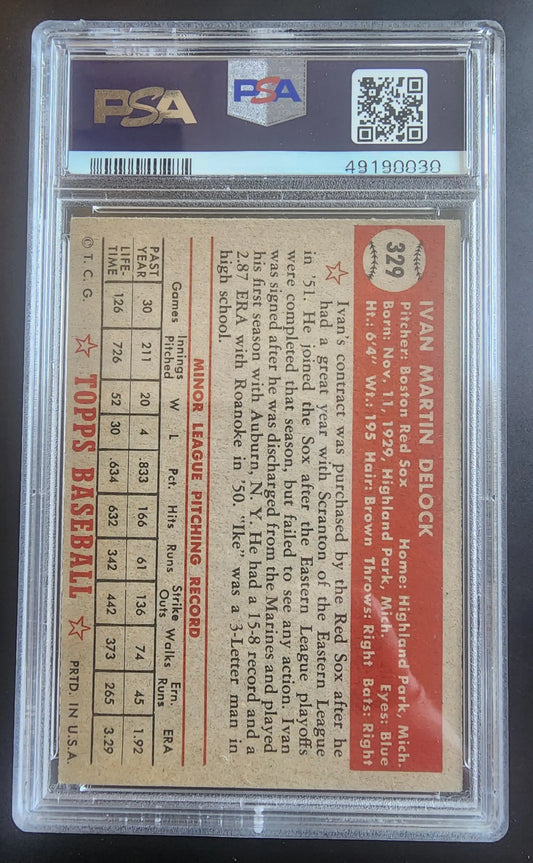 PSA
PSA
49190030
329
IVAN MARTIN DELOCK
Pitcher: Boston Red Sox Home: Highland Park, Mich.
Born: Nov. 11, 1929, Highland Park, Mich. Eyes: Blue
Ht.: 6'4" Wt.: 195 Hair: Brown Throws: Right Bats: Right
Ivan's contract was purchased by the Red Sox after he
had a great year with Scranton of the Eastern League
in '51. He joined the Sox after the Eastern League playoffs
were completed that season, but failed to see any action. Ivan
was signed after he was discharged from the Marines and played
his first season with Auburn, N. Y. He had a 15-8 record and a
2.87 ERA with Roanoke in '50. "Ike" was a 3-Letter man in
high school.
MINOR LEAGUE PITCHING RECORD
Games Innings Pitched W L Pct. Hits Runs Strike Outs Walks Ern. Runs ERA
PAST YEAR 30 211 20 4 .833 166 61 136 74 45 1.92
LIFE-TIME 126 726 52 30 .634 632 342 442 373 265 3.29
© T. C. G. TOPPS BASEBALL PRTD. IN U.S.A.